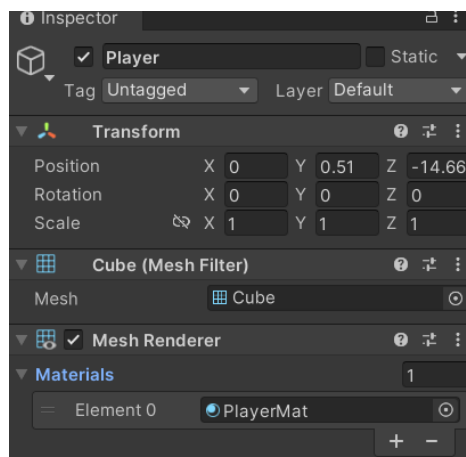 Inspector
Player Static
Tag Untagged Layer Default
Transform
Position X 0 Y 0.51 Z -14.66
Rotation X 0 Y 0 Z 0
Scale X 1 Y 1 Z 1
Cube (Mesh Filter)
Mesh Cube
Mesh Renderer
Materials 1
Element 0 PlayerMat